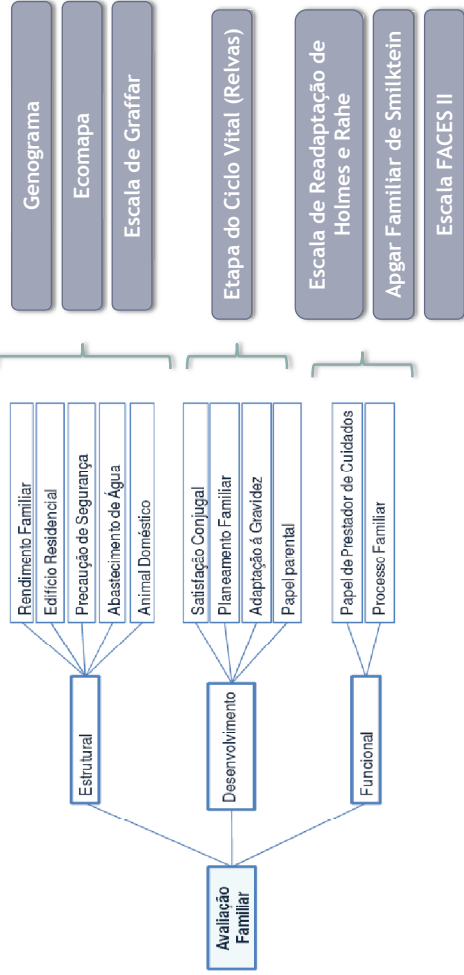 Avaliação
Familiar
Estrutural
Rendimento Familiar
Edifício Residencial
Precaução de Segurança
Abastecimento de Água
Animal Doméstico
Genograma
Ecomapa
Escala de Graffar
Desenvolvimento
Satisfação Conjugal
Planeamento Familiar
Adaptação á Gravidez
Papel parental
Etapa do Ciclo Vital (Relvas)
Funcional
Papel de Prestador de Cuidados
Processo Familiar
Escala de Readaptação de
Holmes e Rahe
Apgar Familiar de Smilktein
Escala FACES II